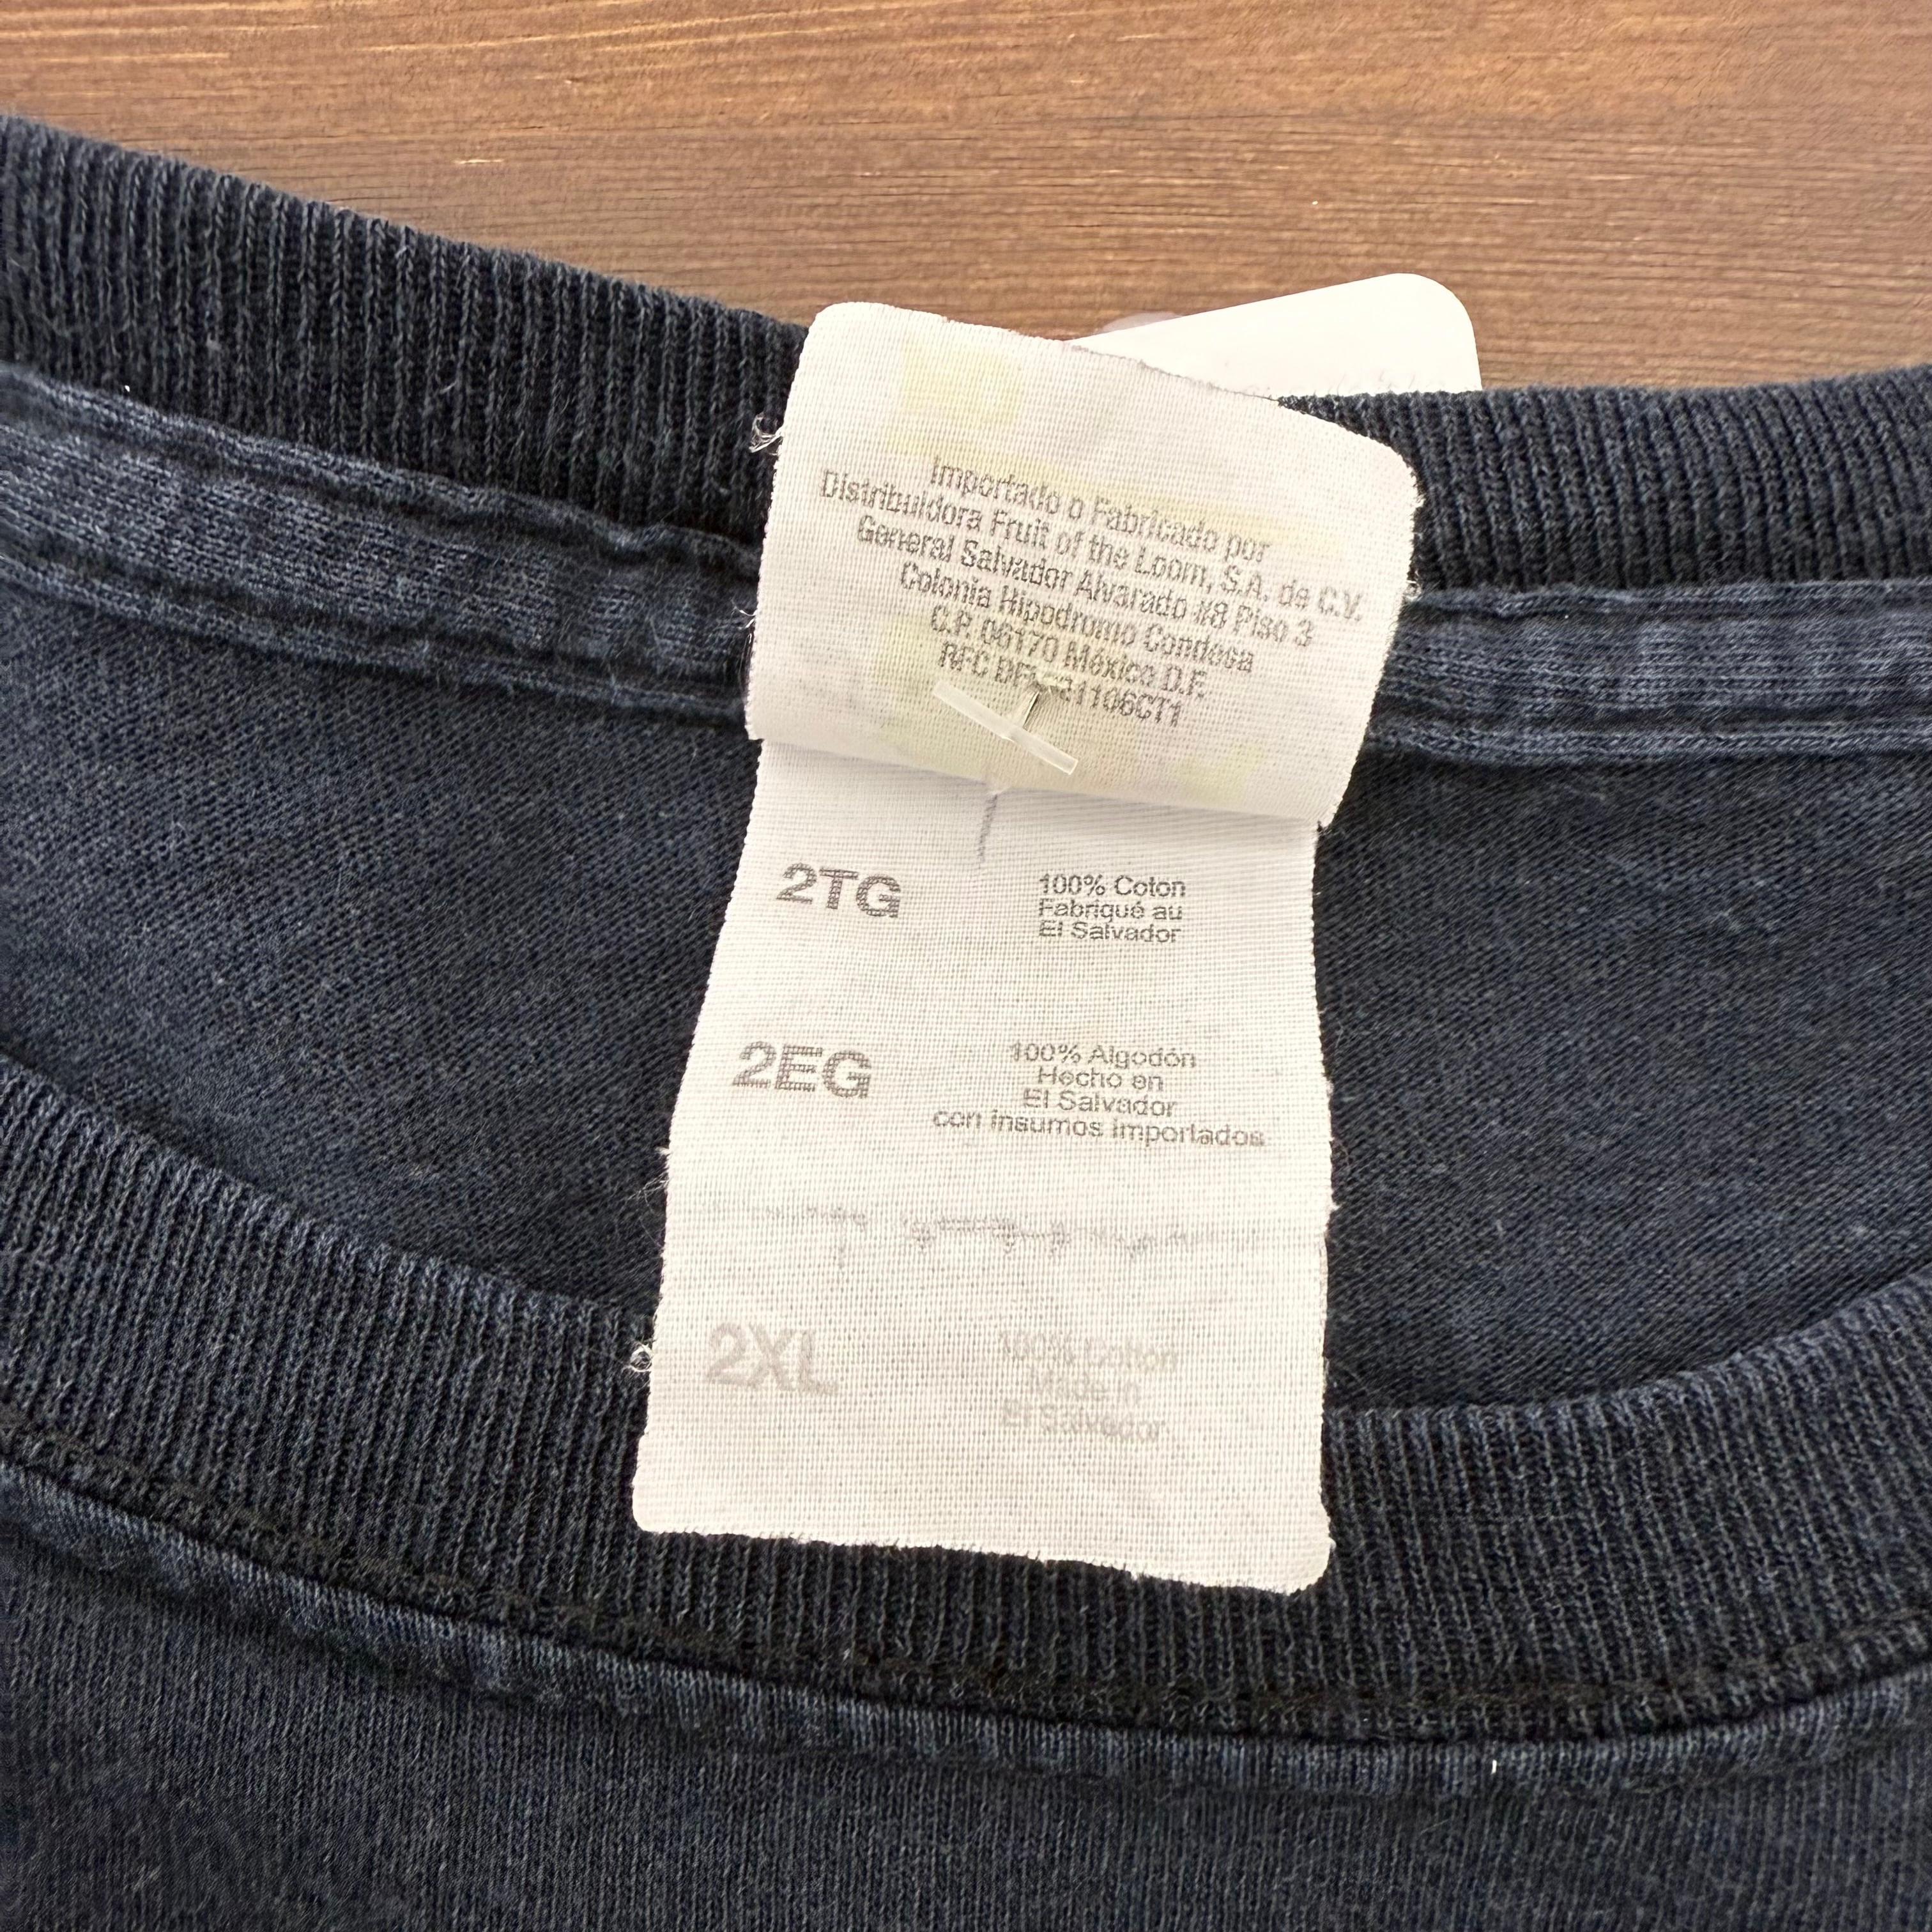 Importado o Fabricado por
Distribuidora Fruit of the Loom, S.A. de C.V.
General Salvador Alvarado #8 Piso 3
Colonia Hipodromo Condesa
C.P. 06170 México D.F.
RFC
2TG
100% Coton
Fabriqué au
El Salvador
2EG
100% Algodón
Hecho en
El Salvador
con insumos importados
2XL
100% Cotton
Made in
El Salvador